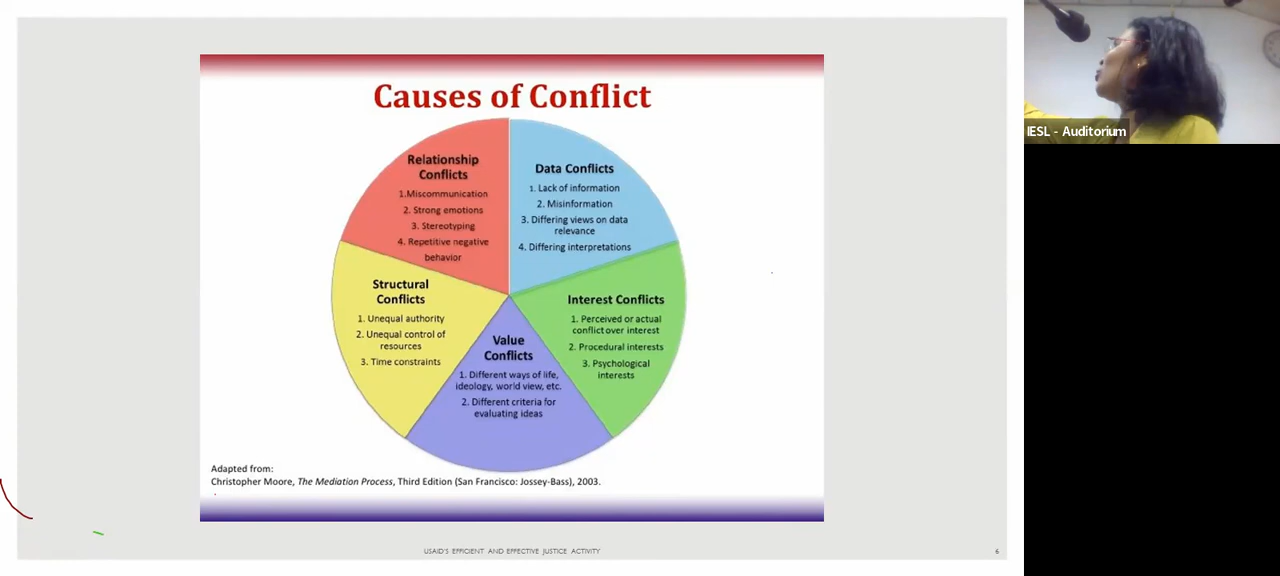 Causes of Conflict
Relationship
Conflicts
1.Miscommunication
2. Strong emotions
3. Stereotyping
4. Repetitive negative
behavior
Data Conflicts
1. Lack of information
2. Misinformation
3. Differing views on data
relevance
4. Differing interpretations
Structural
Conflicts
1. Unequal authority
2. Unequal control of
resources
3. Time constraints
Value
Conflicts
1. Different ways of life,
ideology, world view, etc.
2. Different criteria for
evaluating ideas
Interest Conflicts
1. Perceived or actual
conflict over interest
2. Procedural interests
3. Psychological
interests
Adapted from:
Christopher Moore, The Mediation Process, Third Edition (San Francisco: Jossey-Bass), 2003.
USAID'S EFFICIENT AND EFFECTIVE JUSTICE ACTIVITY
6
IESL - Auditorium